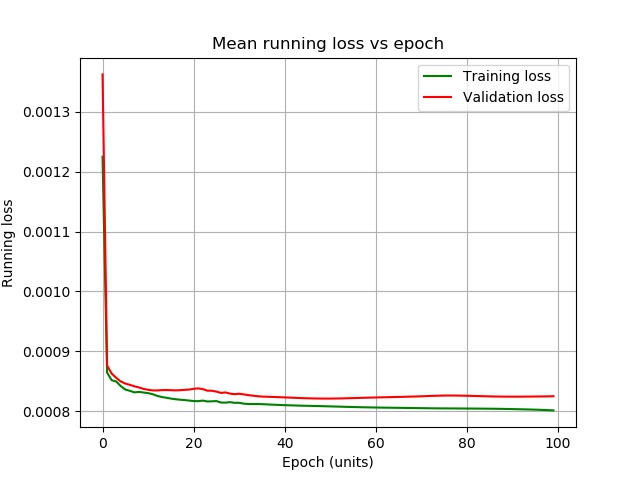 Mean running loss vs epoch
Training loss
Validation loss
0.0013
0.0012
0.0011
0.0010
0.0009
0.0008
Running loss
0
20
40
60
80
100
Epoch (units)